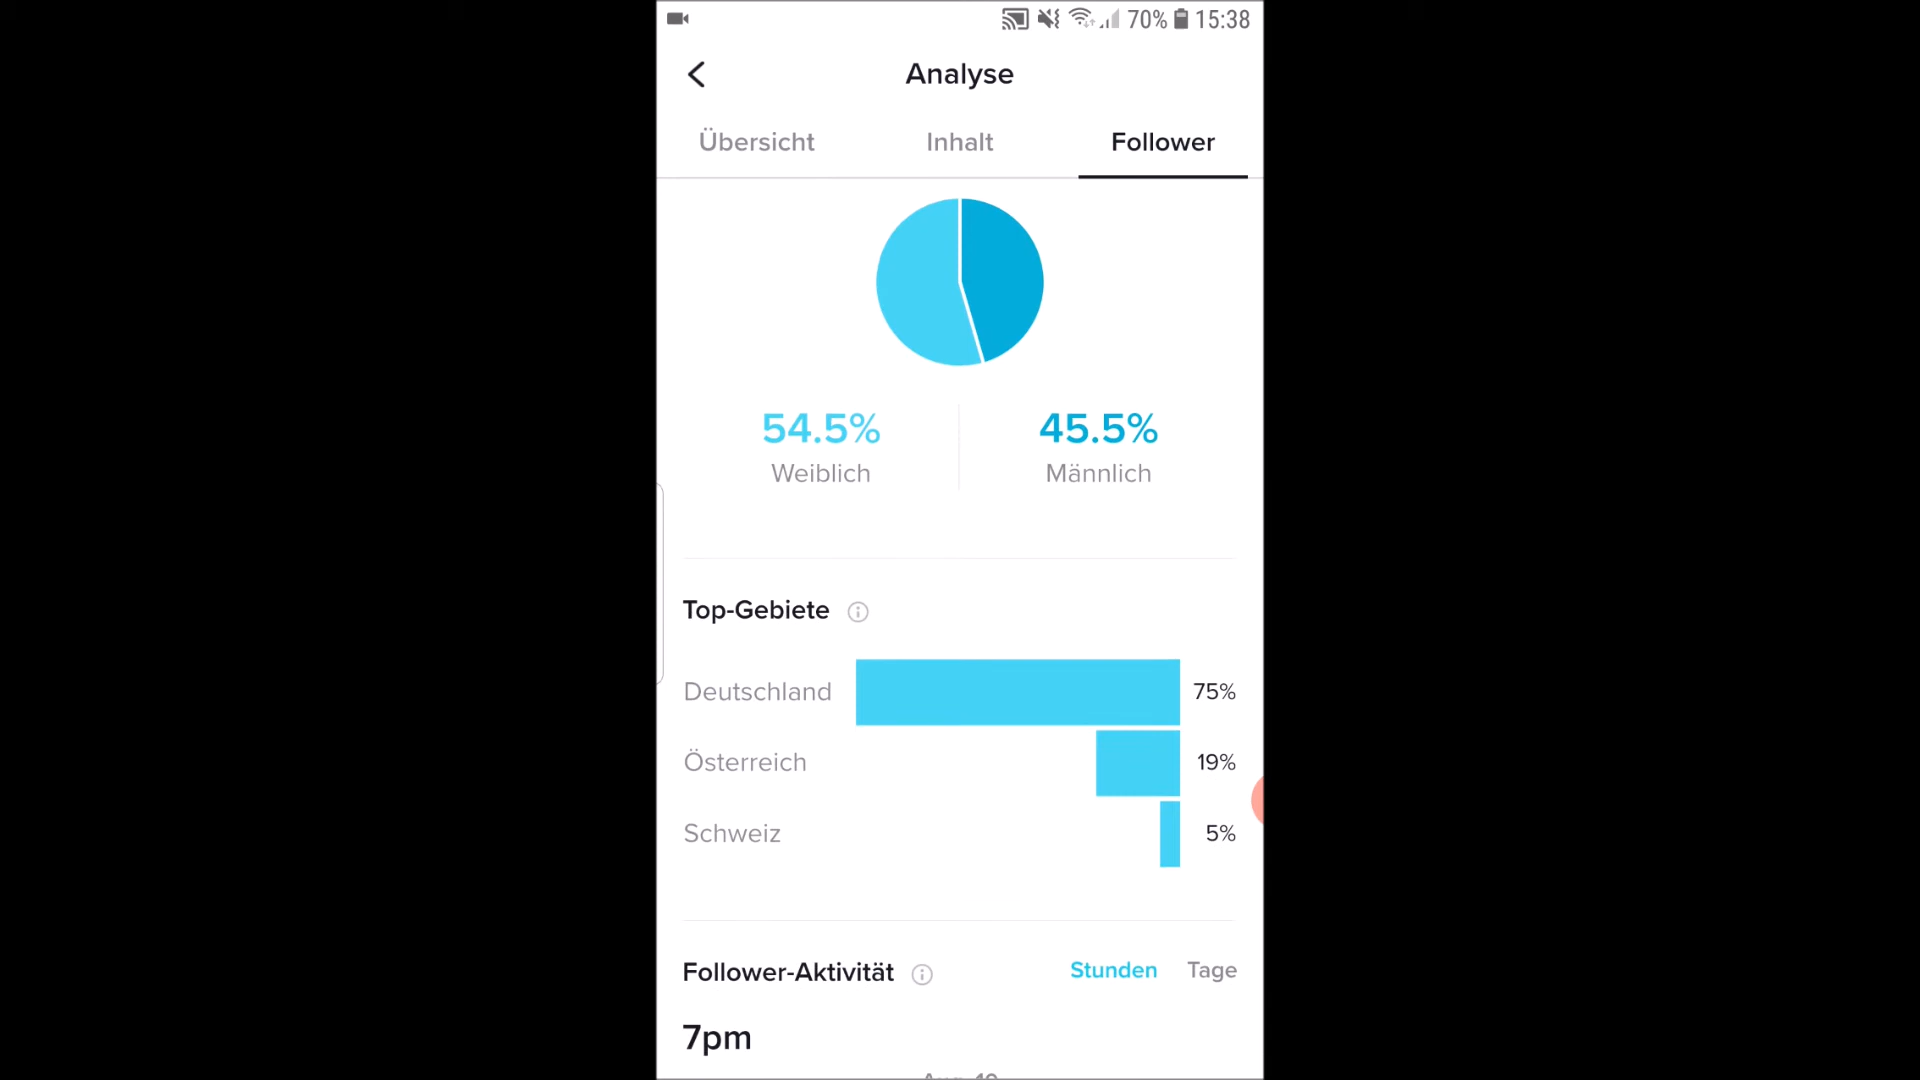 70% 15:38
Analyse
Übersicht Inhalt Follower
54.5% 45.5%
Weiblich Männlich
Top-Gebiete
Deutschland 75%
Österreich 19%
Schweiz 5%
Follower-Aktivität Stunden Tage
7pm